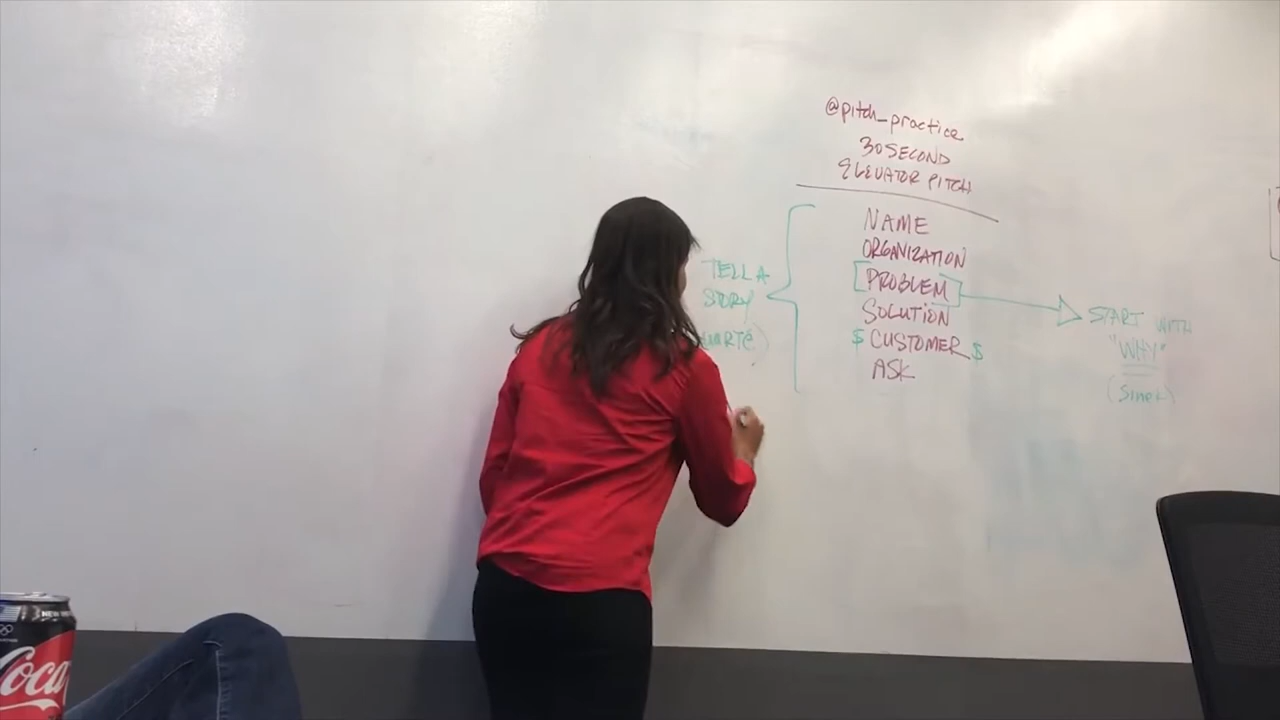 @pitch_practice
30 SECOND
ELEVATOR PITCH
NAME
ORGANIZATION
PROBLEM
SOLUTION
$ CUSTOMER $
ASK
TELL A
STORY
START WITH
"WHY"
(Sinek)
Coca